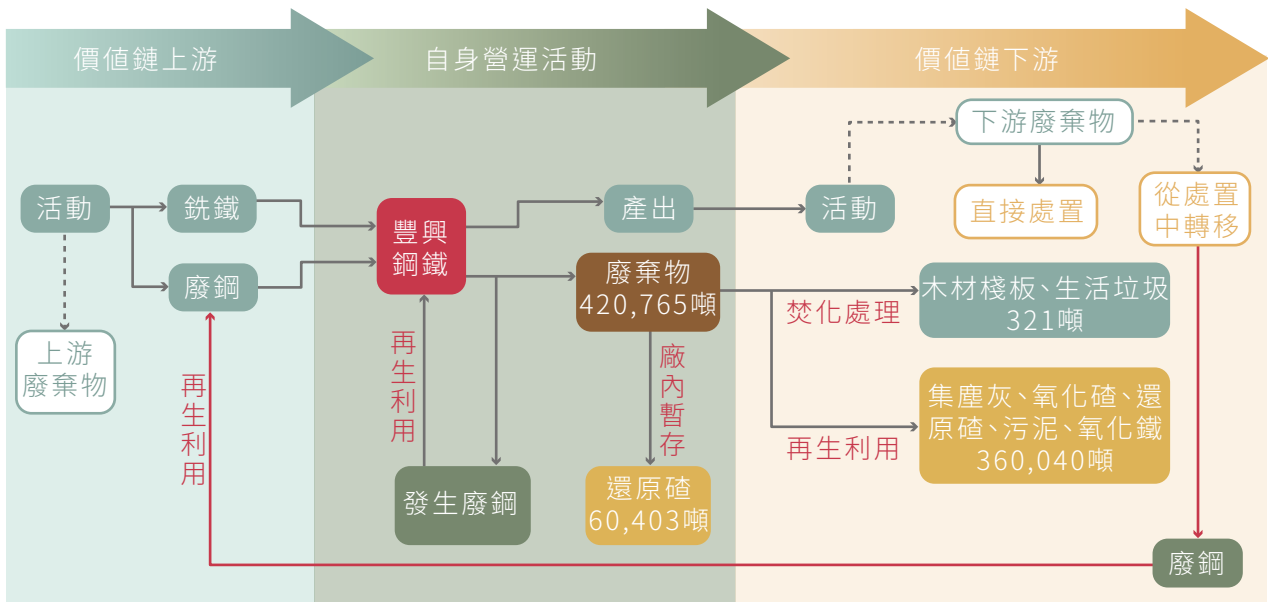 價值鏈上游
自身營運活動
價值鏈下游
活動
銑鐵
廢鋼
上游
廢棄物
再生利用
豐興
鋼鐵
產出
廢棄物
420,765噸
再生利用
廠內暫存
發生廢鋼
還原碴
60,403噸
活動
下游廢棄物
直接處置
從處置
中轉移
焚化處理
木材棧板、生活垃圾
321噸
再生利用
集塵灰、氧化碴、還
原碴、污泥、氧化鐵
360,040噸
廢鋼